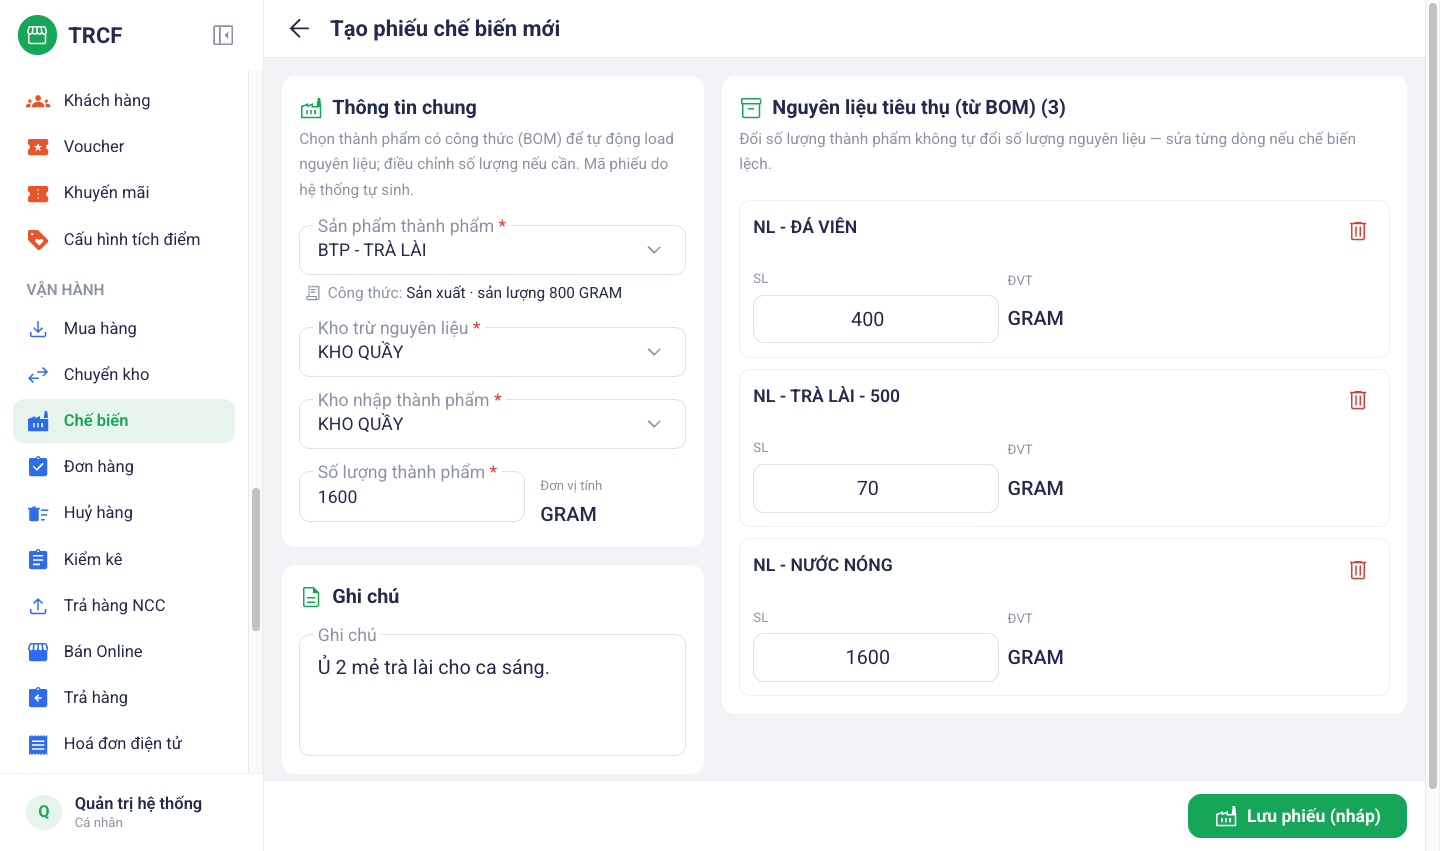 TRCF
Khách hàng
Voucher
Khuyến mãi
Cấu hình tích điểm
VẬN HÀNH
Mua hàng
Chuyển kho
Chế biến
Đơn hàng
Huỷ hàng
Kiểm kê
Trả hàng NCC
Bán Online
Trả hàng
Hoá đơn điện tử
Q
Quản trị hệ thống
Cá nhân
Tạo phiếu chế biến mới
Thông tin chung
Chọn thành phẩm có công thức (BOM) để tự động load
nguyên liệu; điều chỉnh số lượng nếu cần. Mã phiếu do
hệ thống tự sinh.
Sản phẩm thành phẩm *
BTP - TRÀ LÀI
Công thức: Sản xuất · sản lượng 800 GRAM
Kho trừ nguyên liệu *
KHO QUẦY
Kho nhập thành phẩm *
KHO QUẦY
Số lượng thành phẩm *
1600
Đơn vị tính
GRAM
Ghi chú
Ghi chú
Ủ 2 mẻ trà lài cho ca sáng.
Nguyên liệu tiêu thụ (từ BOM) (3)
Đổi số lượng thành phẩm không tự đổi số lượng nguyên liệu — sửa từng dòng nếu chế biến
lệch.
NL - ĐÁ VIÊN
SL
ĐVT
400
GRAM
NL - TRÀ LÀI - 500
SL
ĐVT
70
GRAM
NL - NƯỚC NÓNG
SL
ĐVT
1600
GRAM
Lưu phiếu (nháp)